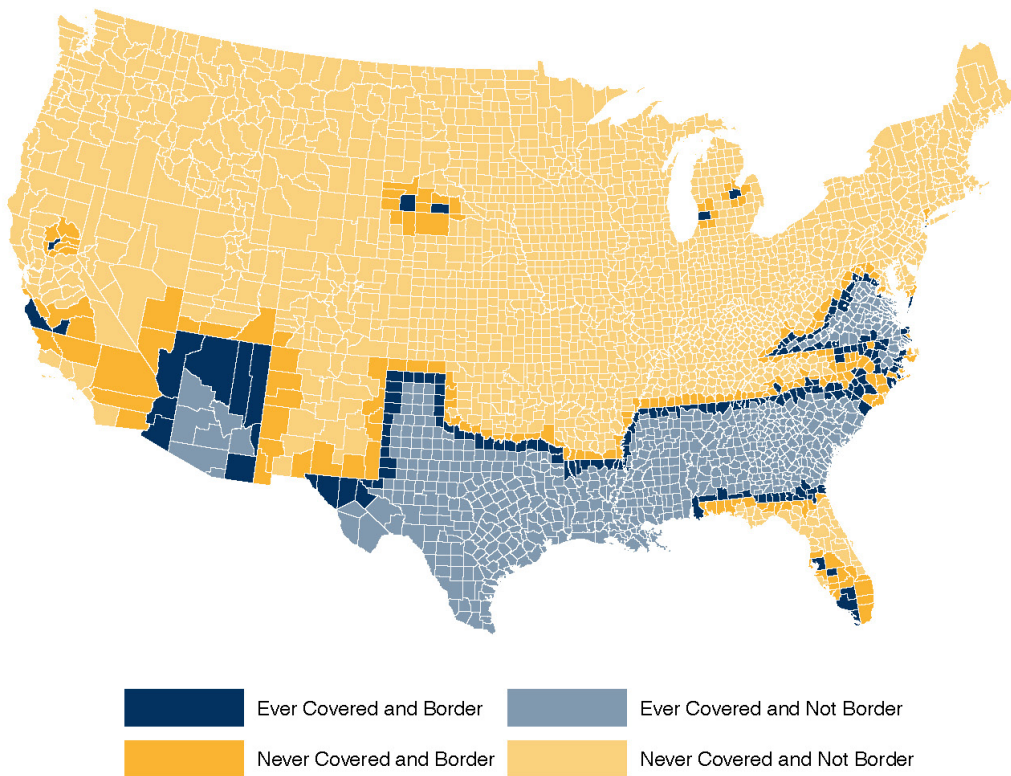 Ever Covered and Border
Ever Covered and Not Border
Never Covered and Border
Never Covered and Not Border